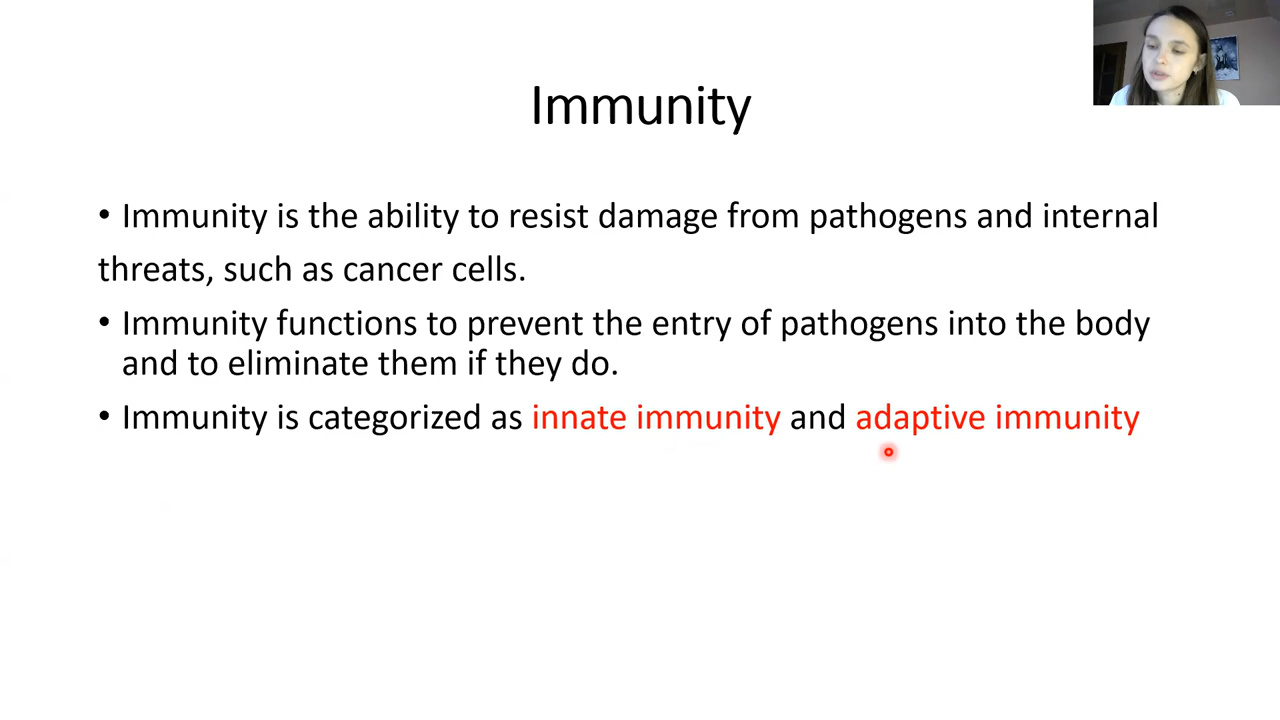 Immunity
• Immunity is the ability to resist damage from pathogens and internal
threats, such as cancer cells.
• Immunity functions to prevent the entry of pathogens into the body
and to eliminate them if they do.
• Immunity is categorized as innate immunity and adaptive immunity